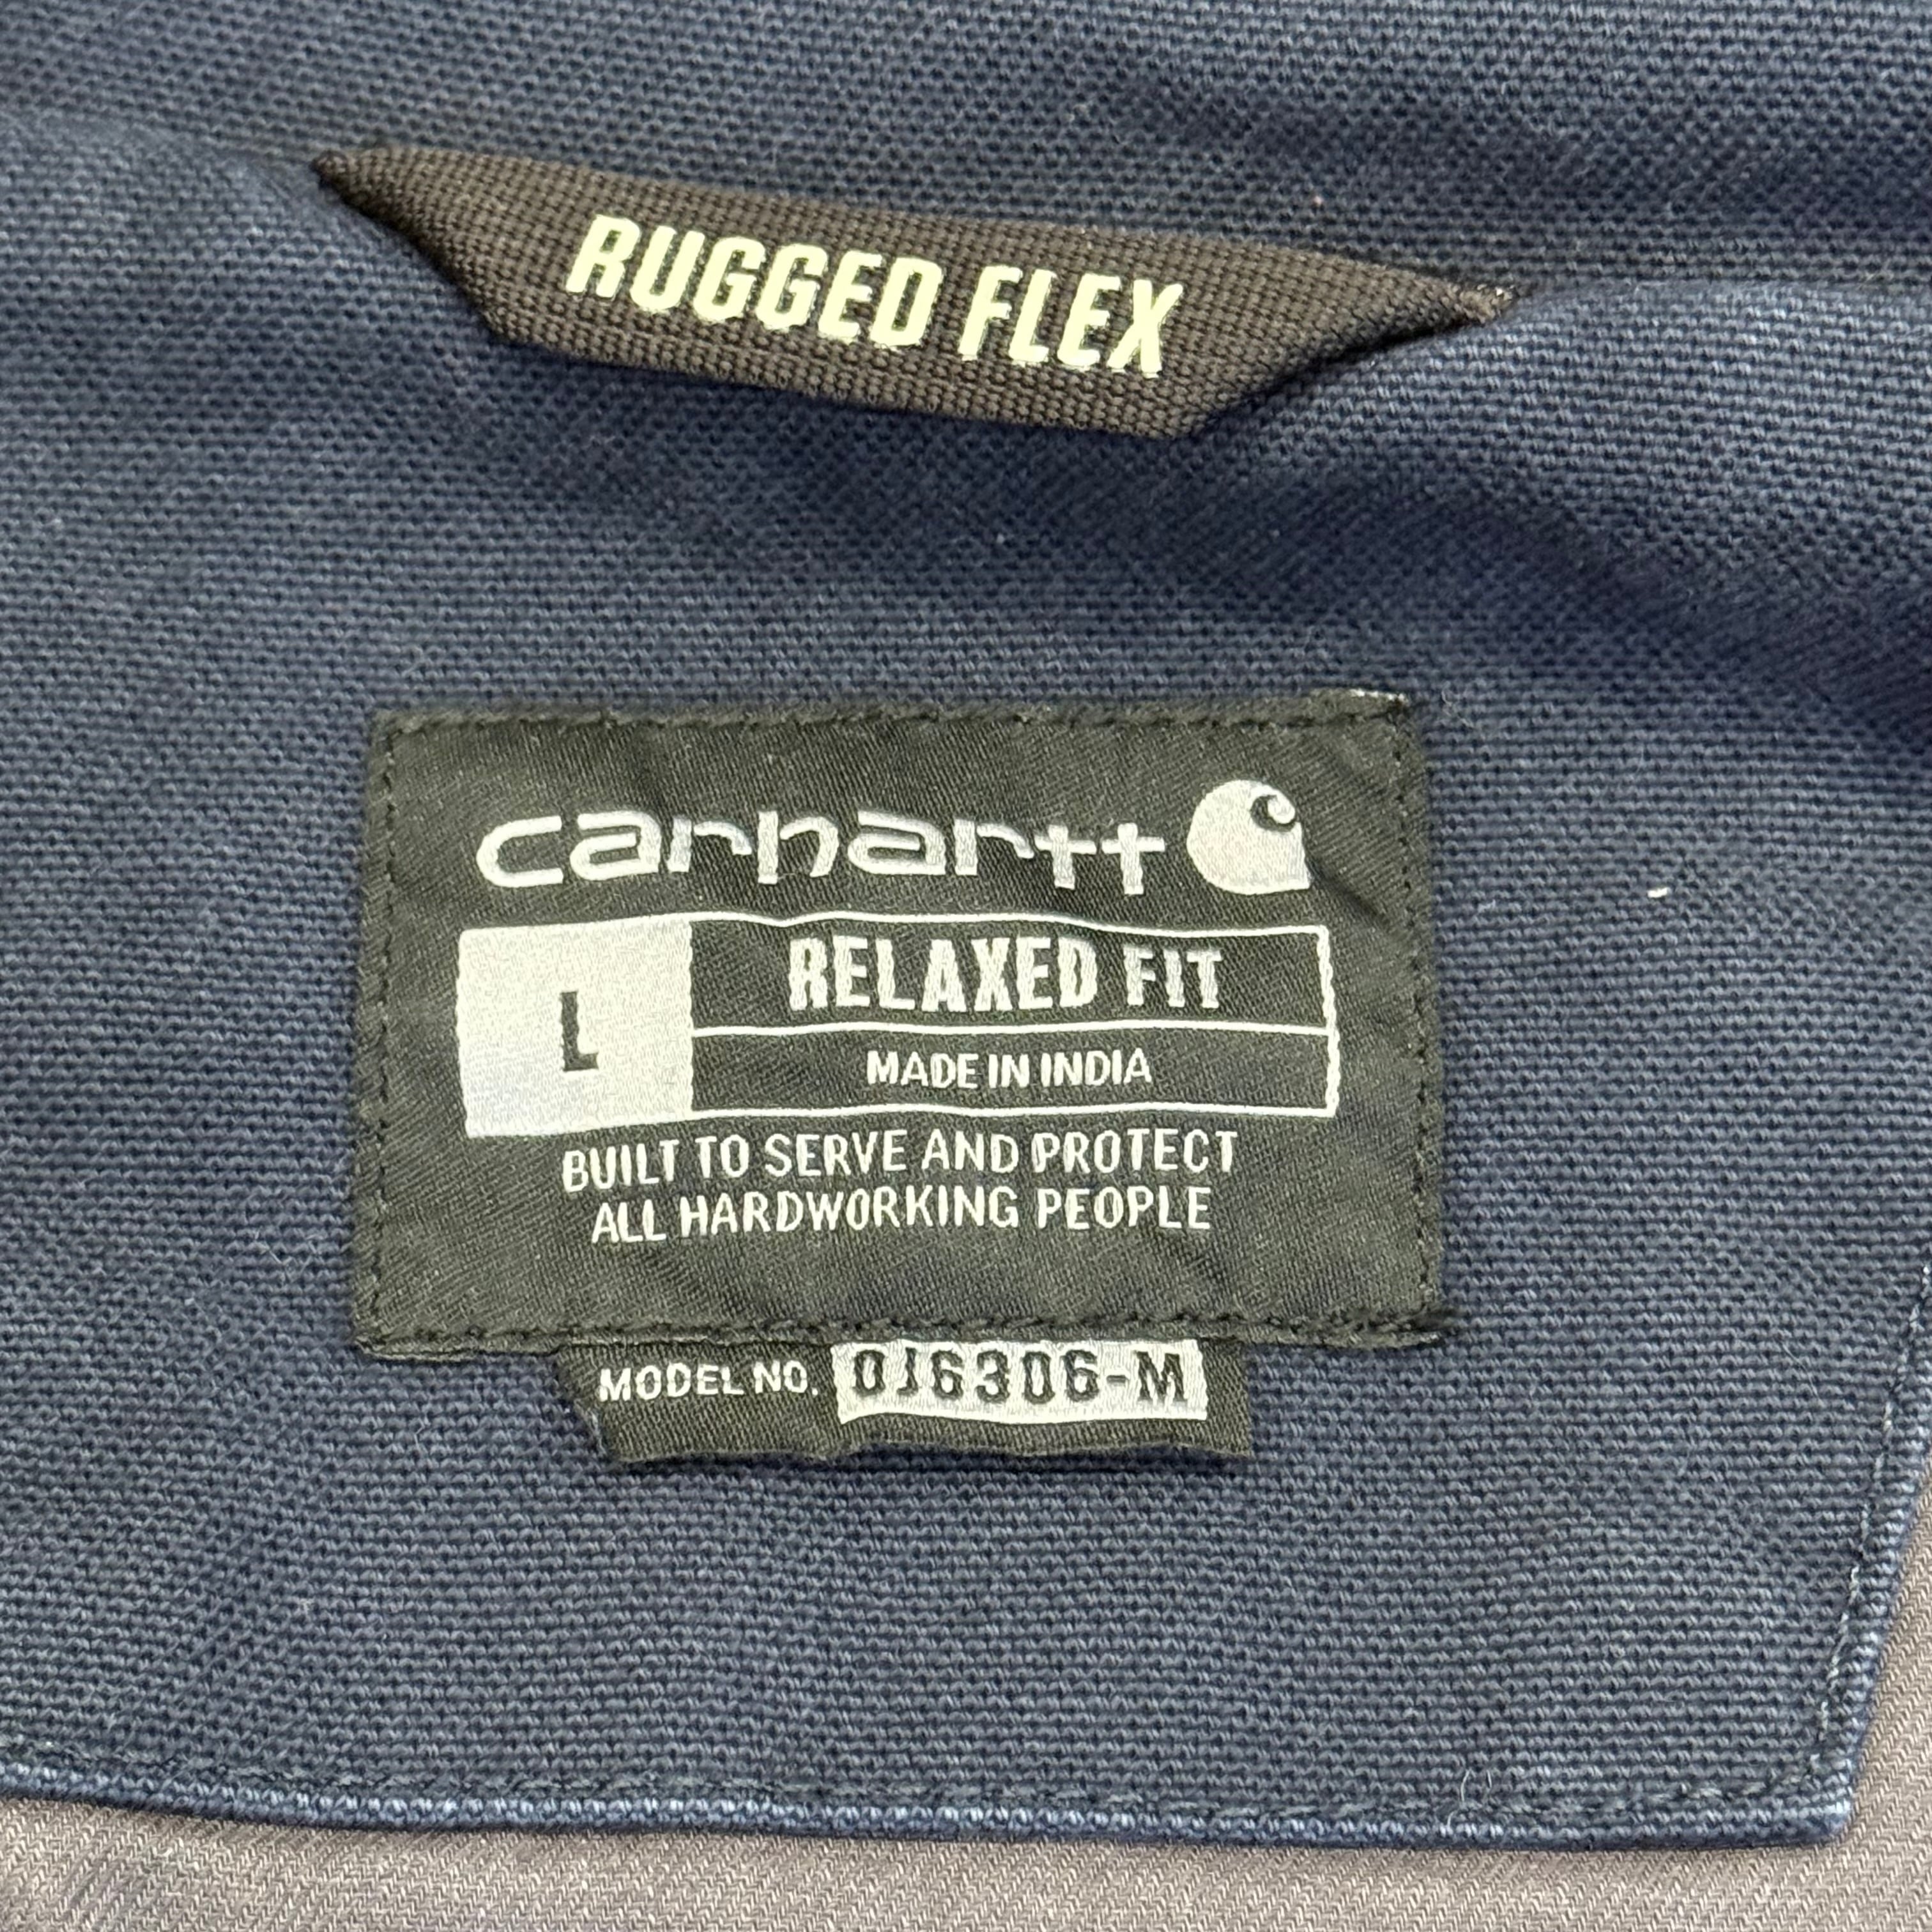 RUGGED FLEX
carhartt
L
RELAXED FIT
MADE IN INDIA
BUILT TO SERVE AND PROTECT
ALL HARDWORKING PEOPLE
MODEL NO. OJ6306-M